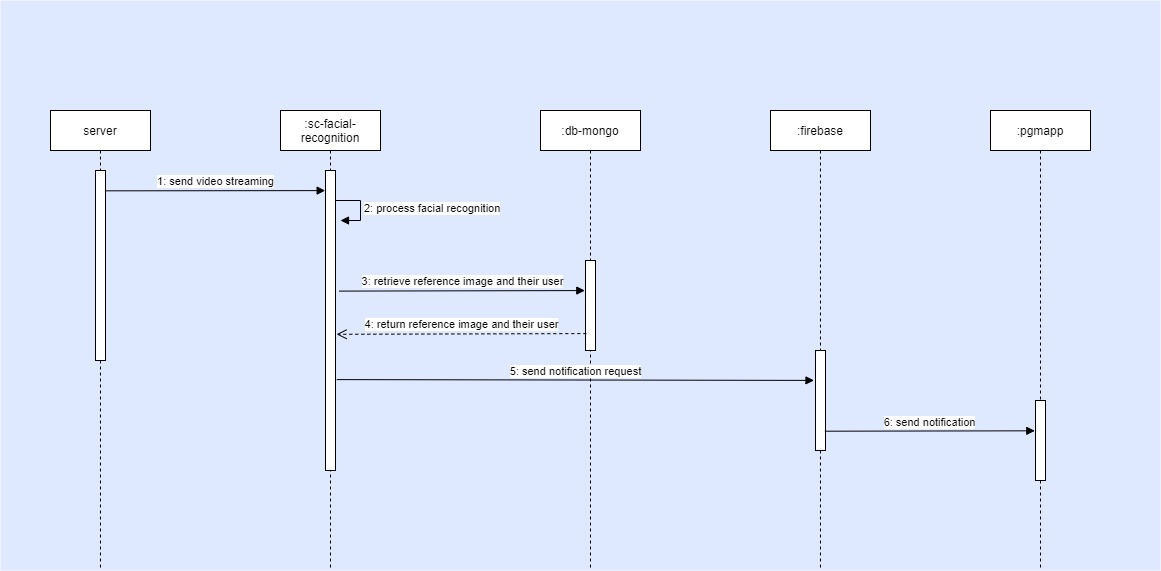 server
:sc-facial-
recognition
:db-mongo
:firebase
:pgmapp
1: send video streaming
2: process facial recognition
3: retrieve reference image and their user
4: return reference image and their user
5: send notification request
6: send notification